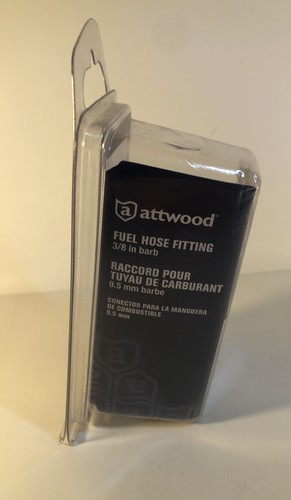 a attwood
FUEL HOSE FITTING
3/8 in barb
RACCORD POUR
TUYAU DE CARBURANT
9.5 mm barbe
CONECTOR PARA LA MANGUERA
DE COMBUSTIBLE
9.5 mm